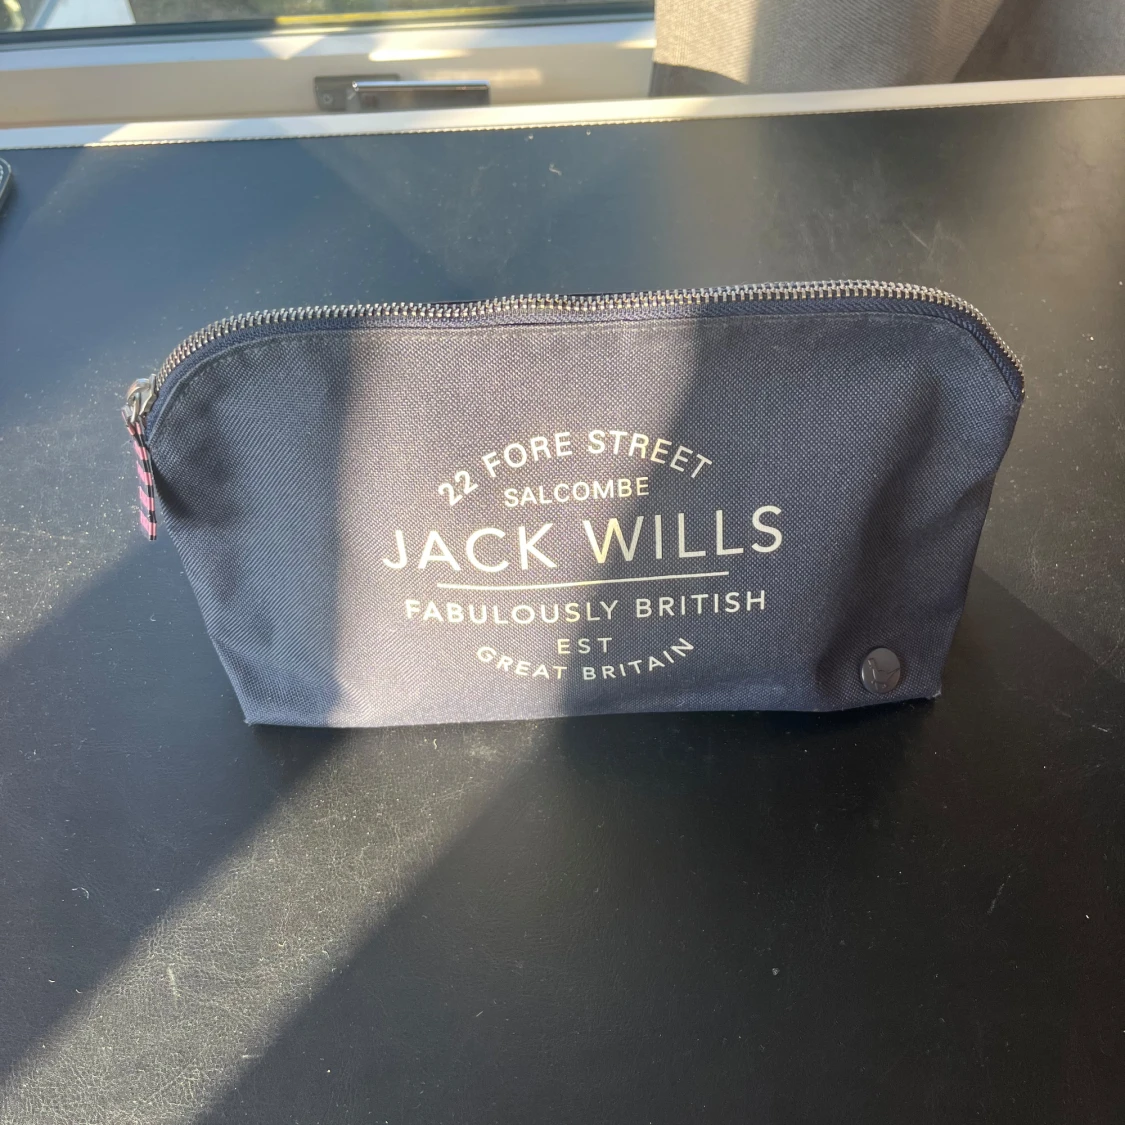 22 FORE STREET
SALCOMBE
JACK WILLS
FABULOUSLY BRITISH
EST
GREAT BRITAIN